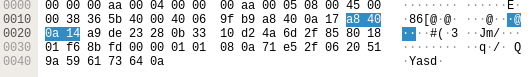 0000 00 00 00 aa 00 04 00 00 00 aa 00 05 08 00 45 00 ········ ······E·
0010 00 38 36 5b 40 00 40 06 9f b9 a8 40 0a 17 a8 40 ·86[@·@· ···@···@
0020 0a 14 a9 de 23 28 0b 33 10 d2 4a 6d 2f 85 80 18 ····#(·3 ··Jm/···
0030 01 f6 8b fd 00 00 01 01 08 0a 71 e5 2f 06 20 51 ········ ··q·/· Q
0040 9a 59 61 73 64 0a ·Yasd·